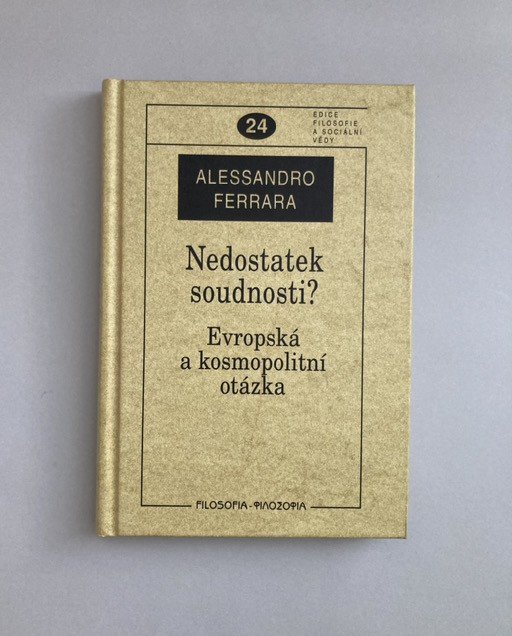 24
EDICE
FILOSOFIE
A SOCIÁLNÍ
VĚDY
ALESSANDRO
FERRARA
Nedostatek
soudnosti?
Evropská
a kosmopolitní
otázka
FILOSOFIA - ΦΙΛΟΣΟΦΙΑ